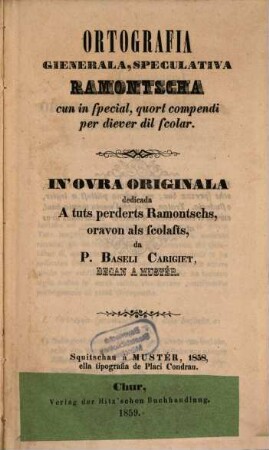 ORTOGRAFIA
GIENERALA, SPECULATIVA
RAMONTSCHA
cun in ſpecial, quort compendi
per diever dil ſcolar.
IN' OVRA ORIGINALA
dedicada
A tuts perderts Ramontschs,
oravon als ſcolaſts,
da
P. BASELI CARIGIET,
DECAN A MUSTÉR.
Squitschau à MUSTÉR, 1858,
ella tipografia de Placi Condrau.
Chur,
Verlag der Hitz'schen Buchhandlung.
1859.